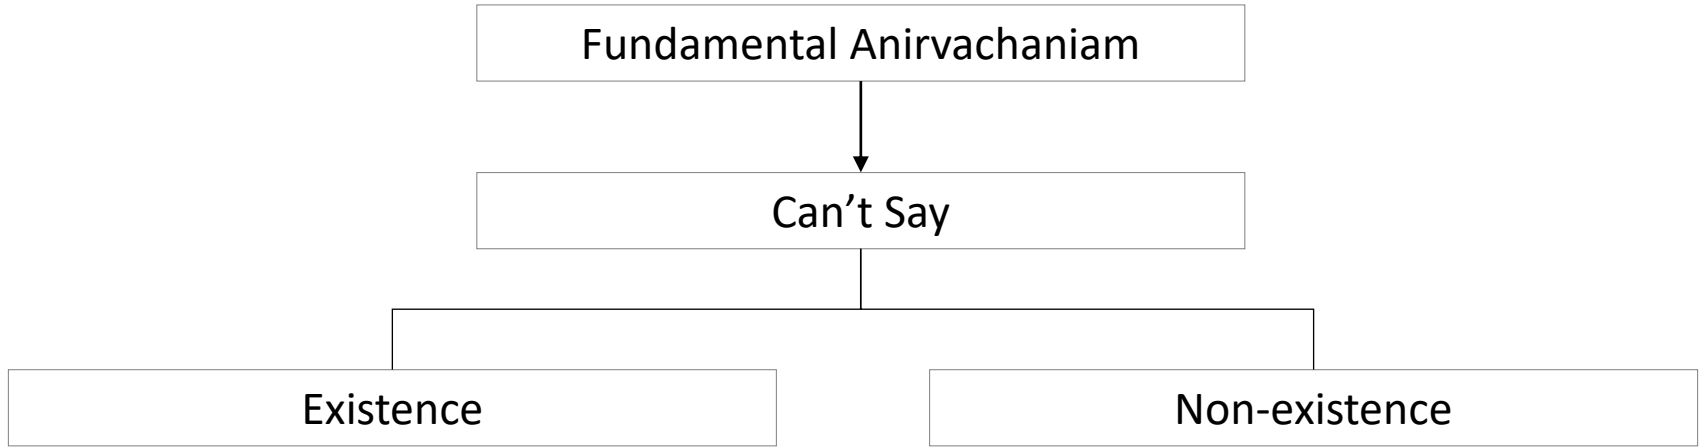 Fundamental Anirvachaniam
Can’t Say
Existence
Non-existence